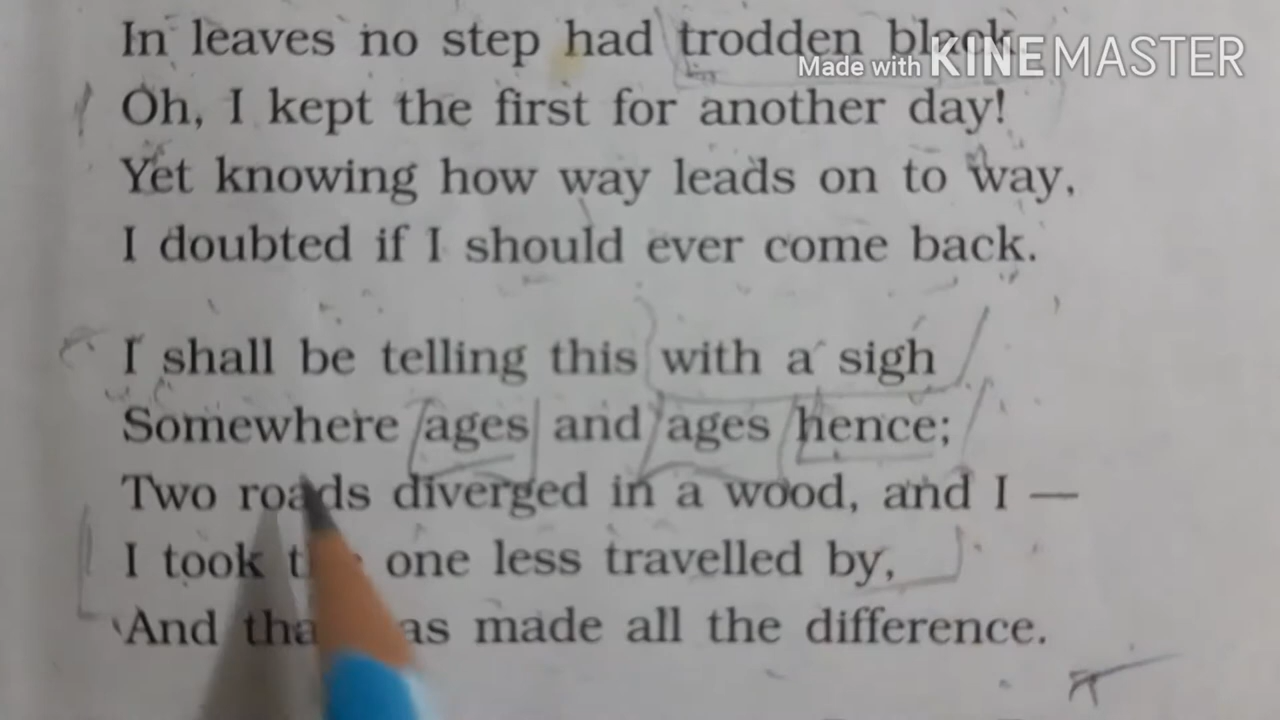 In leaves no step had trodden black
Made with KINEMASTER
Oh, I kept the first for another day!
Yet knowing how way leads on to way,
I doubted if I should ever come back.
I shall be telling this with a sigh
Somewhere ages and ages hence;
Two roads diverged in a wood, and I —
I took one less travelled by,
And made all the difference.